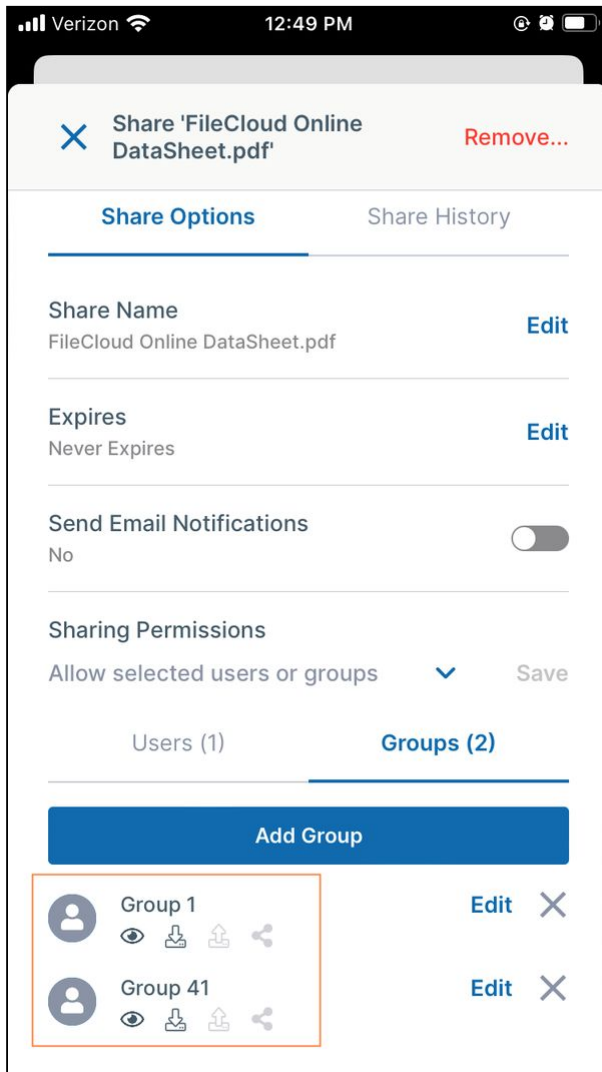 Verizon 12:49 PM
Share 'FileCloud Online
DataSheet.pdf'
Remove...
Share Options Share History
Share Name
FileCloud Online DataSheet.pdf
Edit
Expires
Never Expires
Edit
Send Email Notifications
No
Sharing Permissions
Allow selected users or groups Save
Users (1) Groups (2)
Add Group
Group 1
Edit
Group 41
Edit